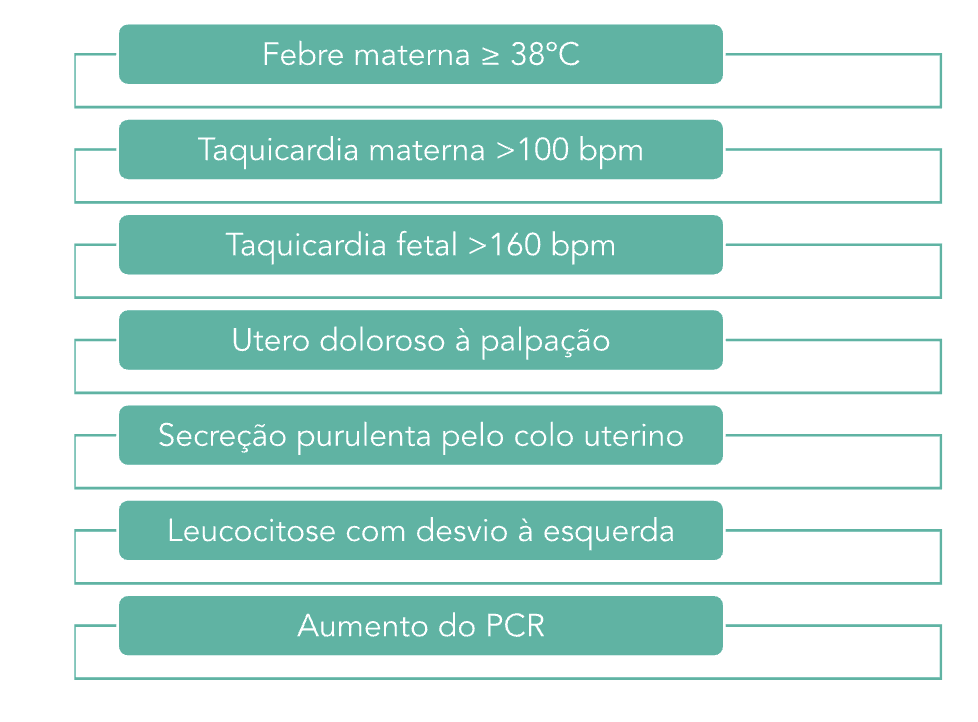 Febre materna ≥ 38°C
Taquicardia materna >100 bpm
Taquicardia fetal >160 bpm
Utero doloroso à palpação
Secreção purulenta pelo colo uterino
Leucocitose com desvio à esquerda
Aumento do PCR